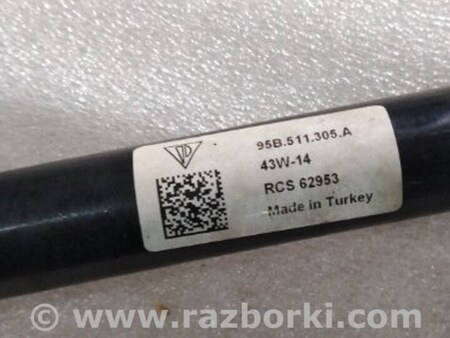 95B.511.305.A
43W-14
RCS 62953
Made in Turkey
© www.razborki.com